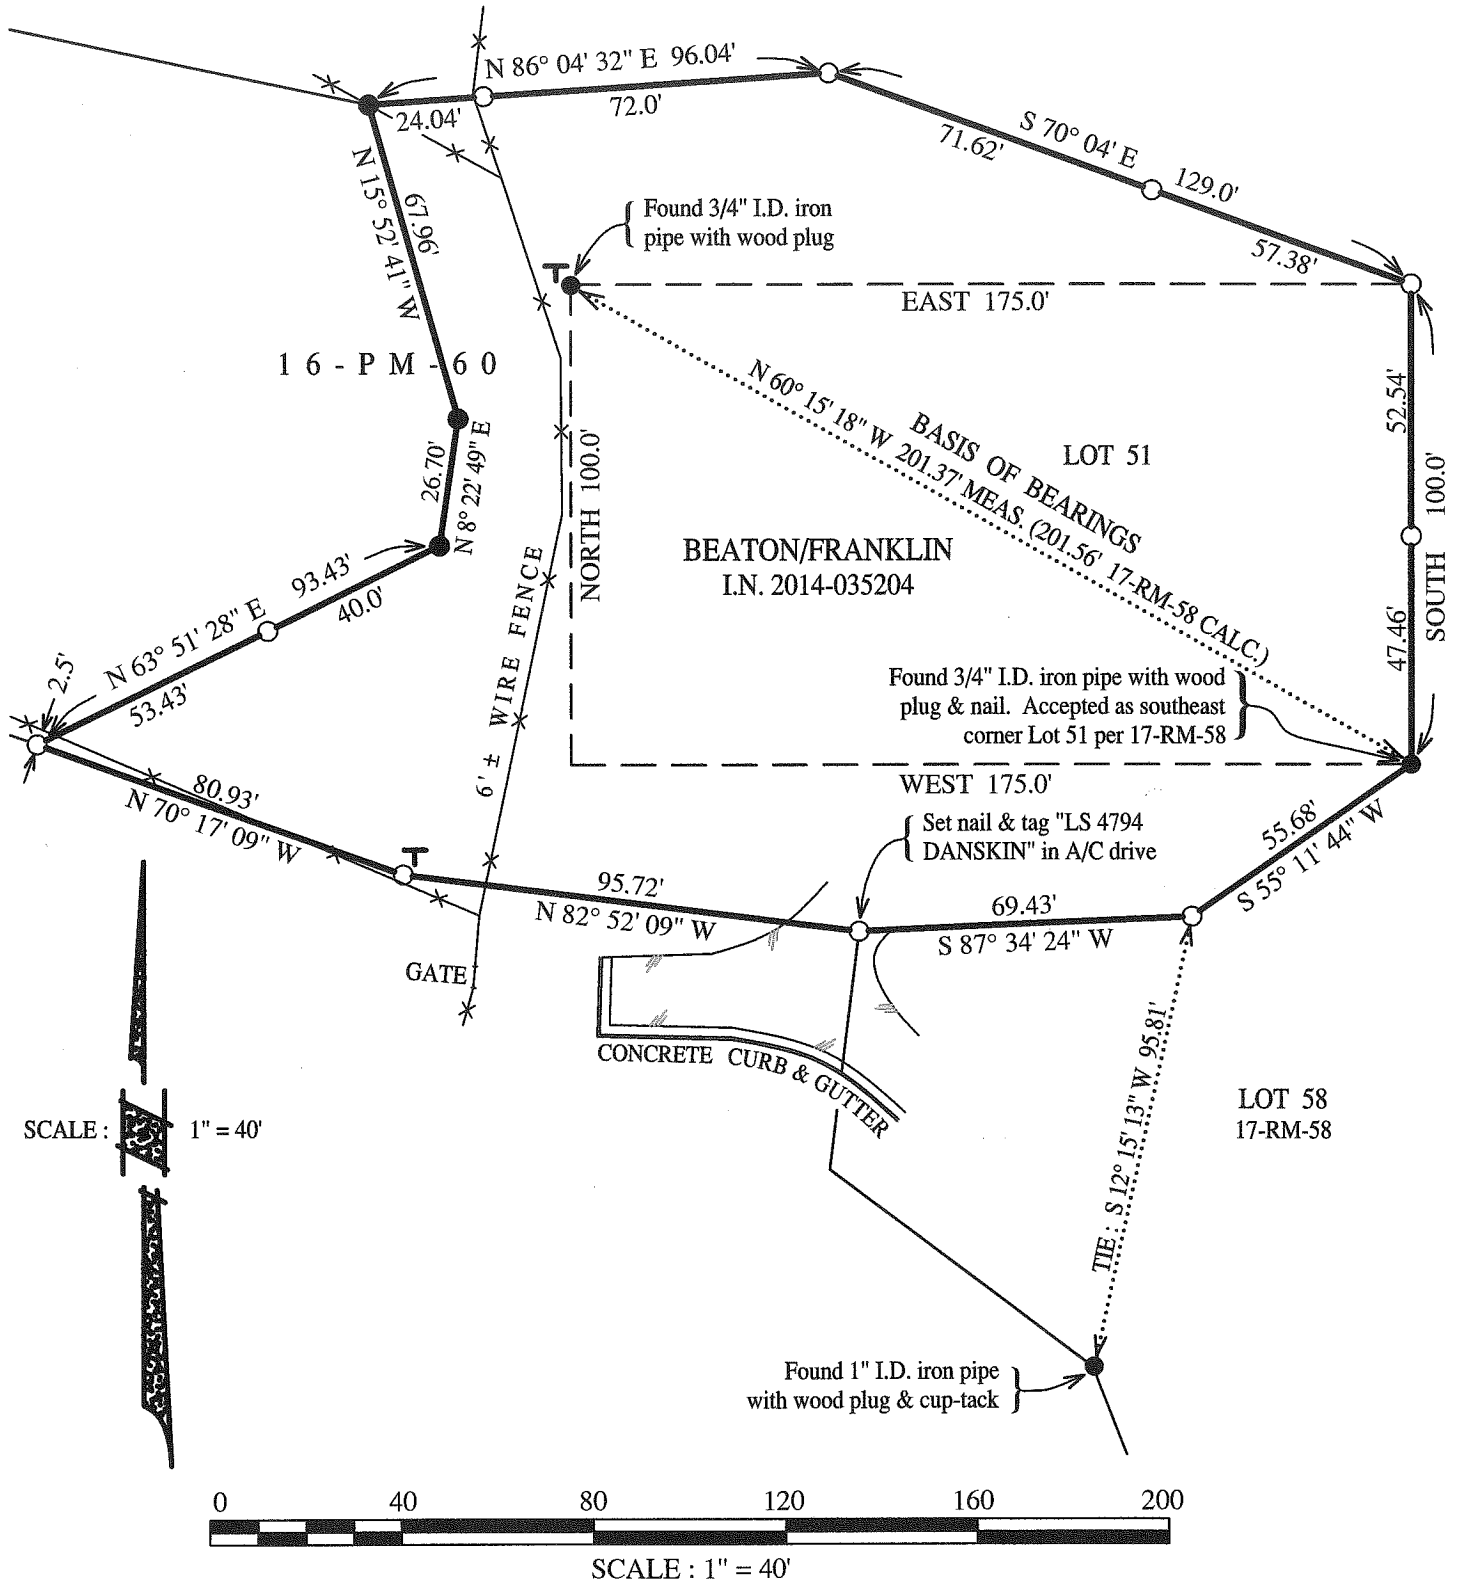 N 86° 04' 32" E 96.04'
24.04'
72.0'
S 70° 04' E 129.0'
71.62'
57.38'
N 15° 52' 41" W
67.96'
Found 3/4" I.D. iron
pipe with wood plug
EAST 175.0'
16-PM-60
N 60° 15' 18" W 201.37' MEAS. (201.56' 17-RM-58 CALC.)
BASIS OF BEARINGS
LOT 51
52.54'
SOUTH 100.0'
47.46'
26.70'
N 8° 22' 49" E
NORTH 100.0'
BEATON/FRANKLIN
I.N. 2014-035204
N 63° 51' 28" E 93.43'
40.0'
53.43'
2.5'
6' ± WIRE FENCE
Found 3/4" I.D. iron pipe with wood
plug & nail. Accepted as southeast
corner Lot 51 per 17-RM-58
WEST 175.0'
80.93'
N 70° 17' 09" W
Set nail & tag "LS 4794
DANSKIN" in A/C drive
55.68'
S 55° 11' 44" W
95.72'
N 82° 52' 09" W
69.43'
S 87° 34' 24" W
GATE
CONCRETE CURB & GUTTER
TIE : S 12° 15' 13" W 95.81'
LOT 58
17-RM-58
SCALE : 1" = 40'
Found 1" I.D. iron pipe
with wood plug & cup-tack
0 40 80 120 160 200
SCALE : 1" = 40'